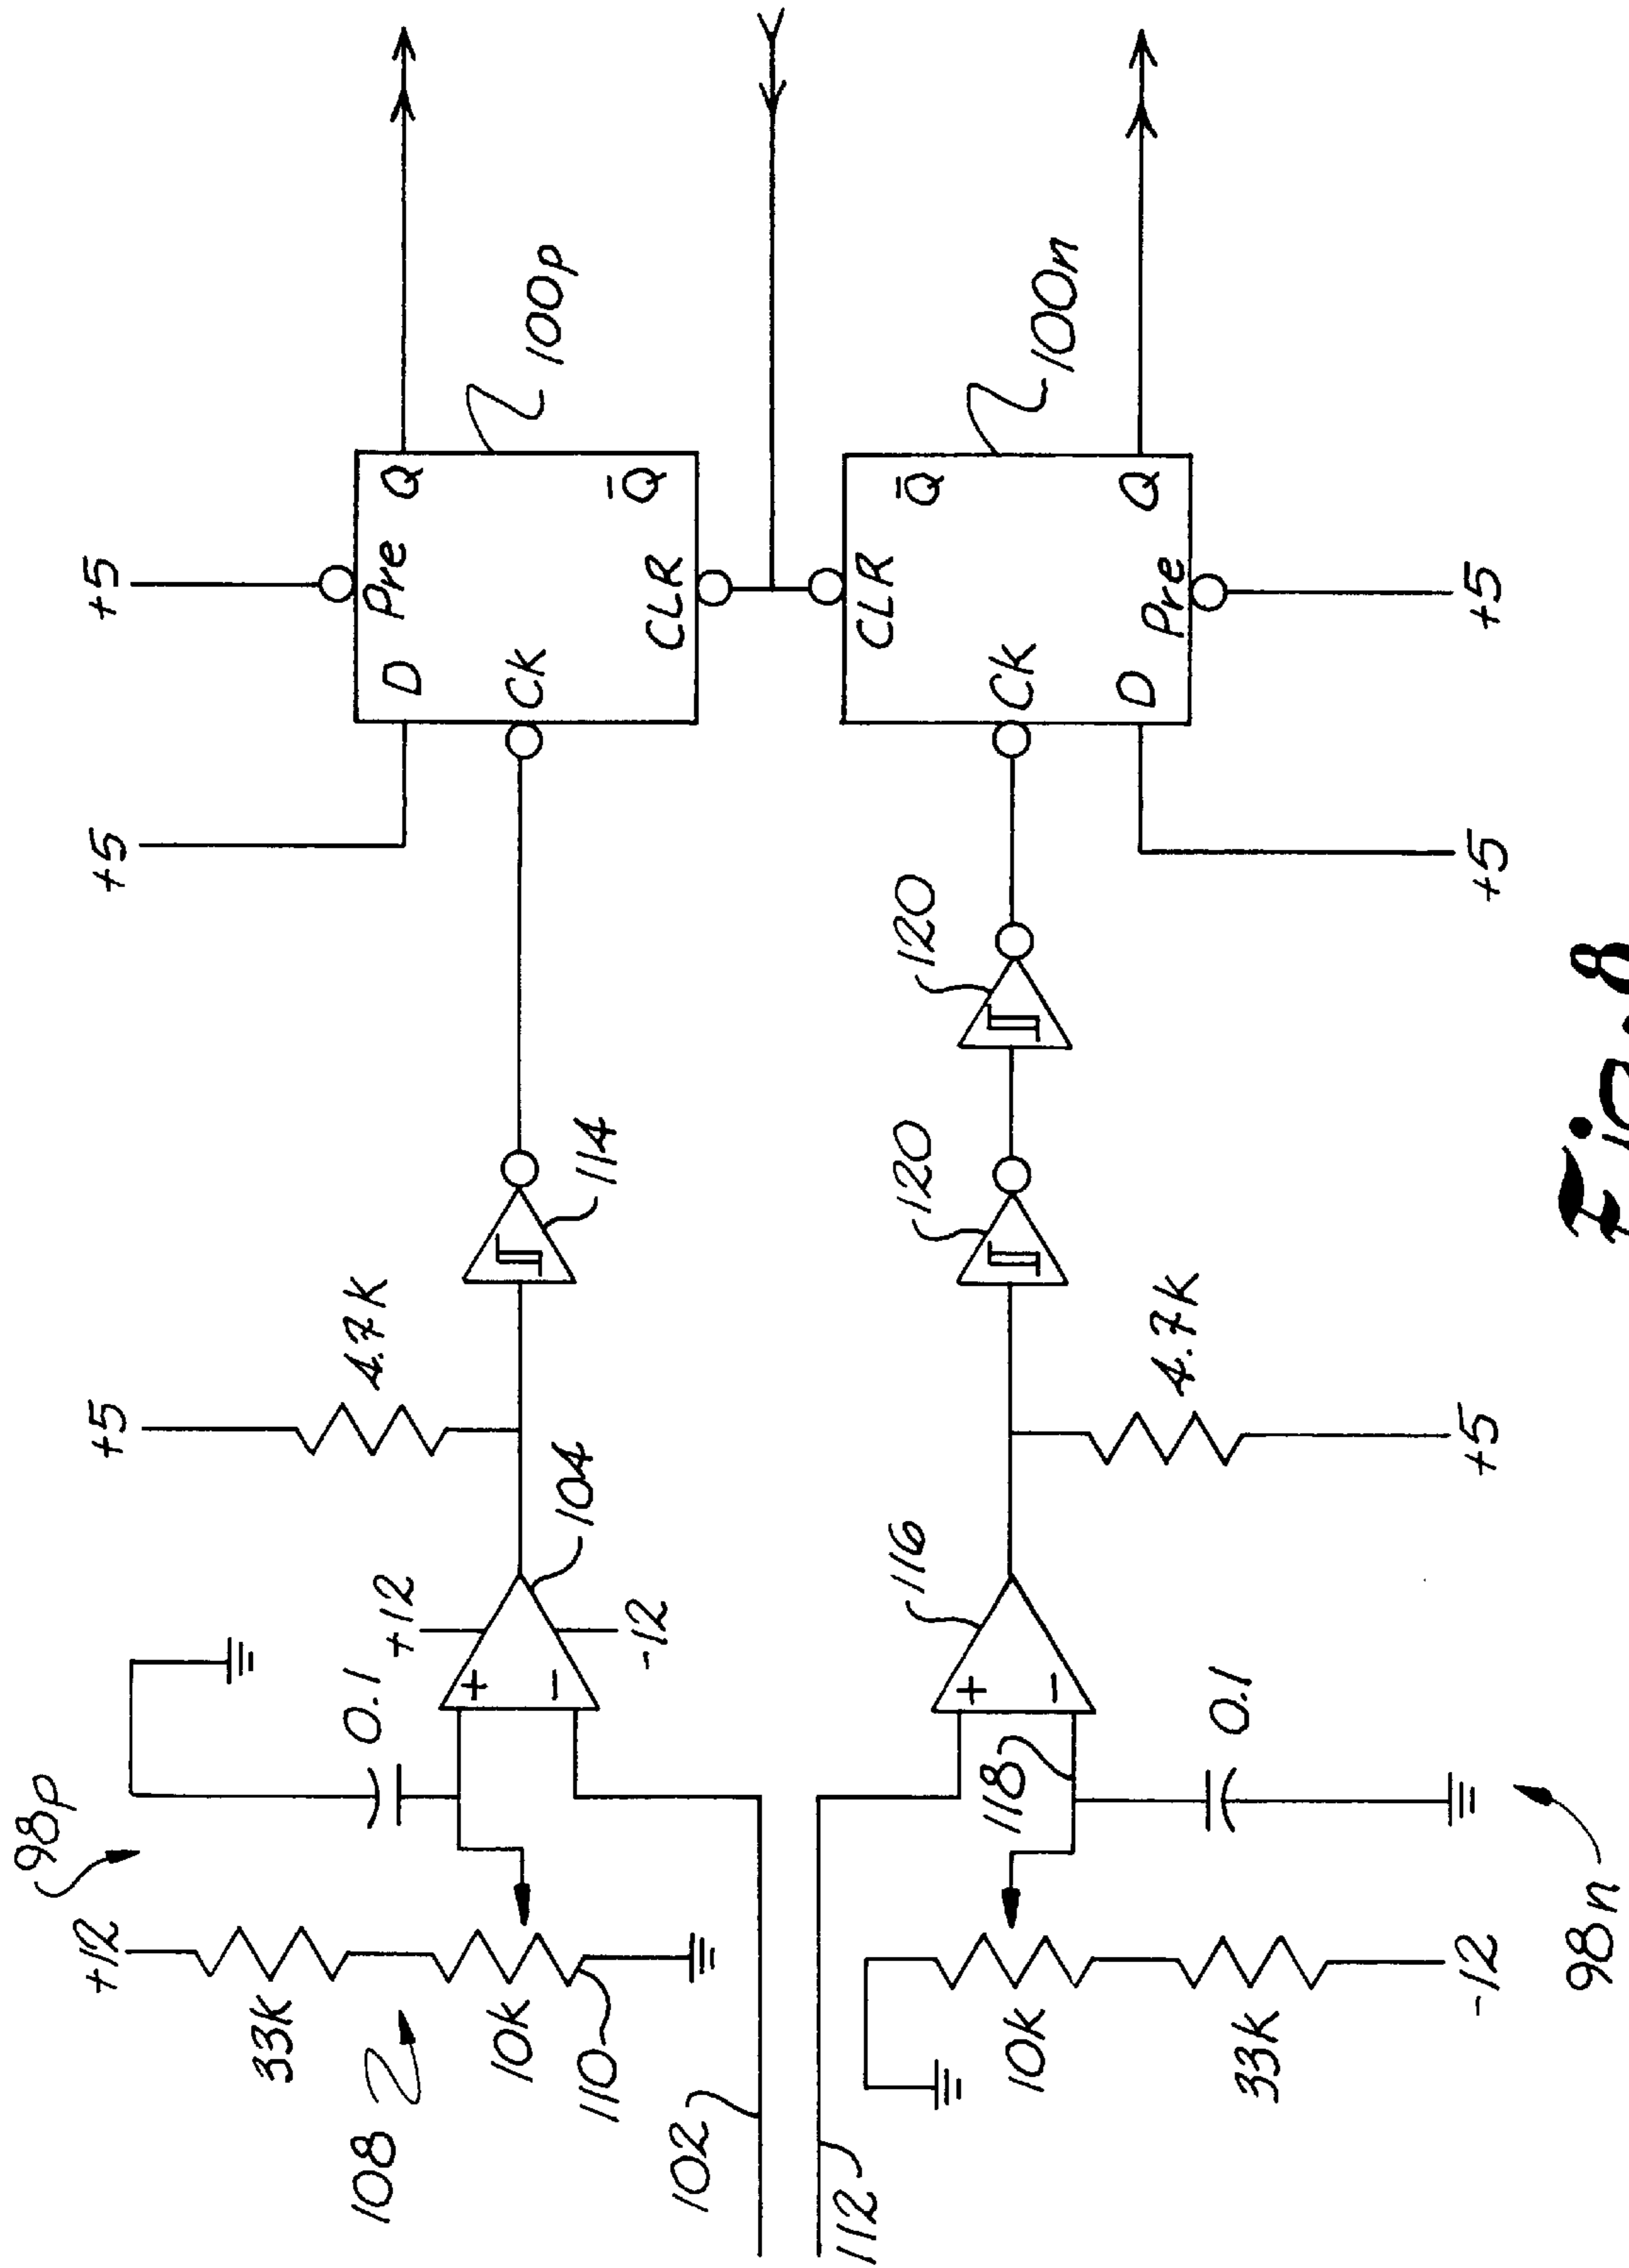 98p
+12
33K
108
10K
110
0.1
+12
-12
+
−
104
+5
4.7K
114
+5
D
Pre
+5
Q
CK
Q̄
CLR
100p
102
112
10K
33K
-12
98n
118
0.1
+
−
116
4.7K
+5
120
120
CLR
Q̄
CK
D
Pre
Q
+5
+5
100n
Fig. 8